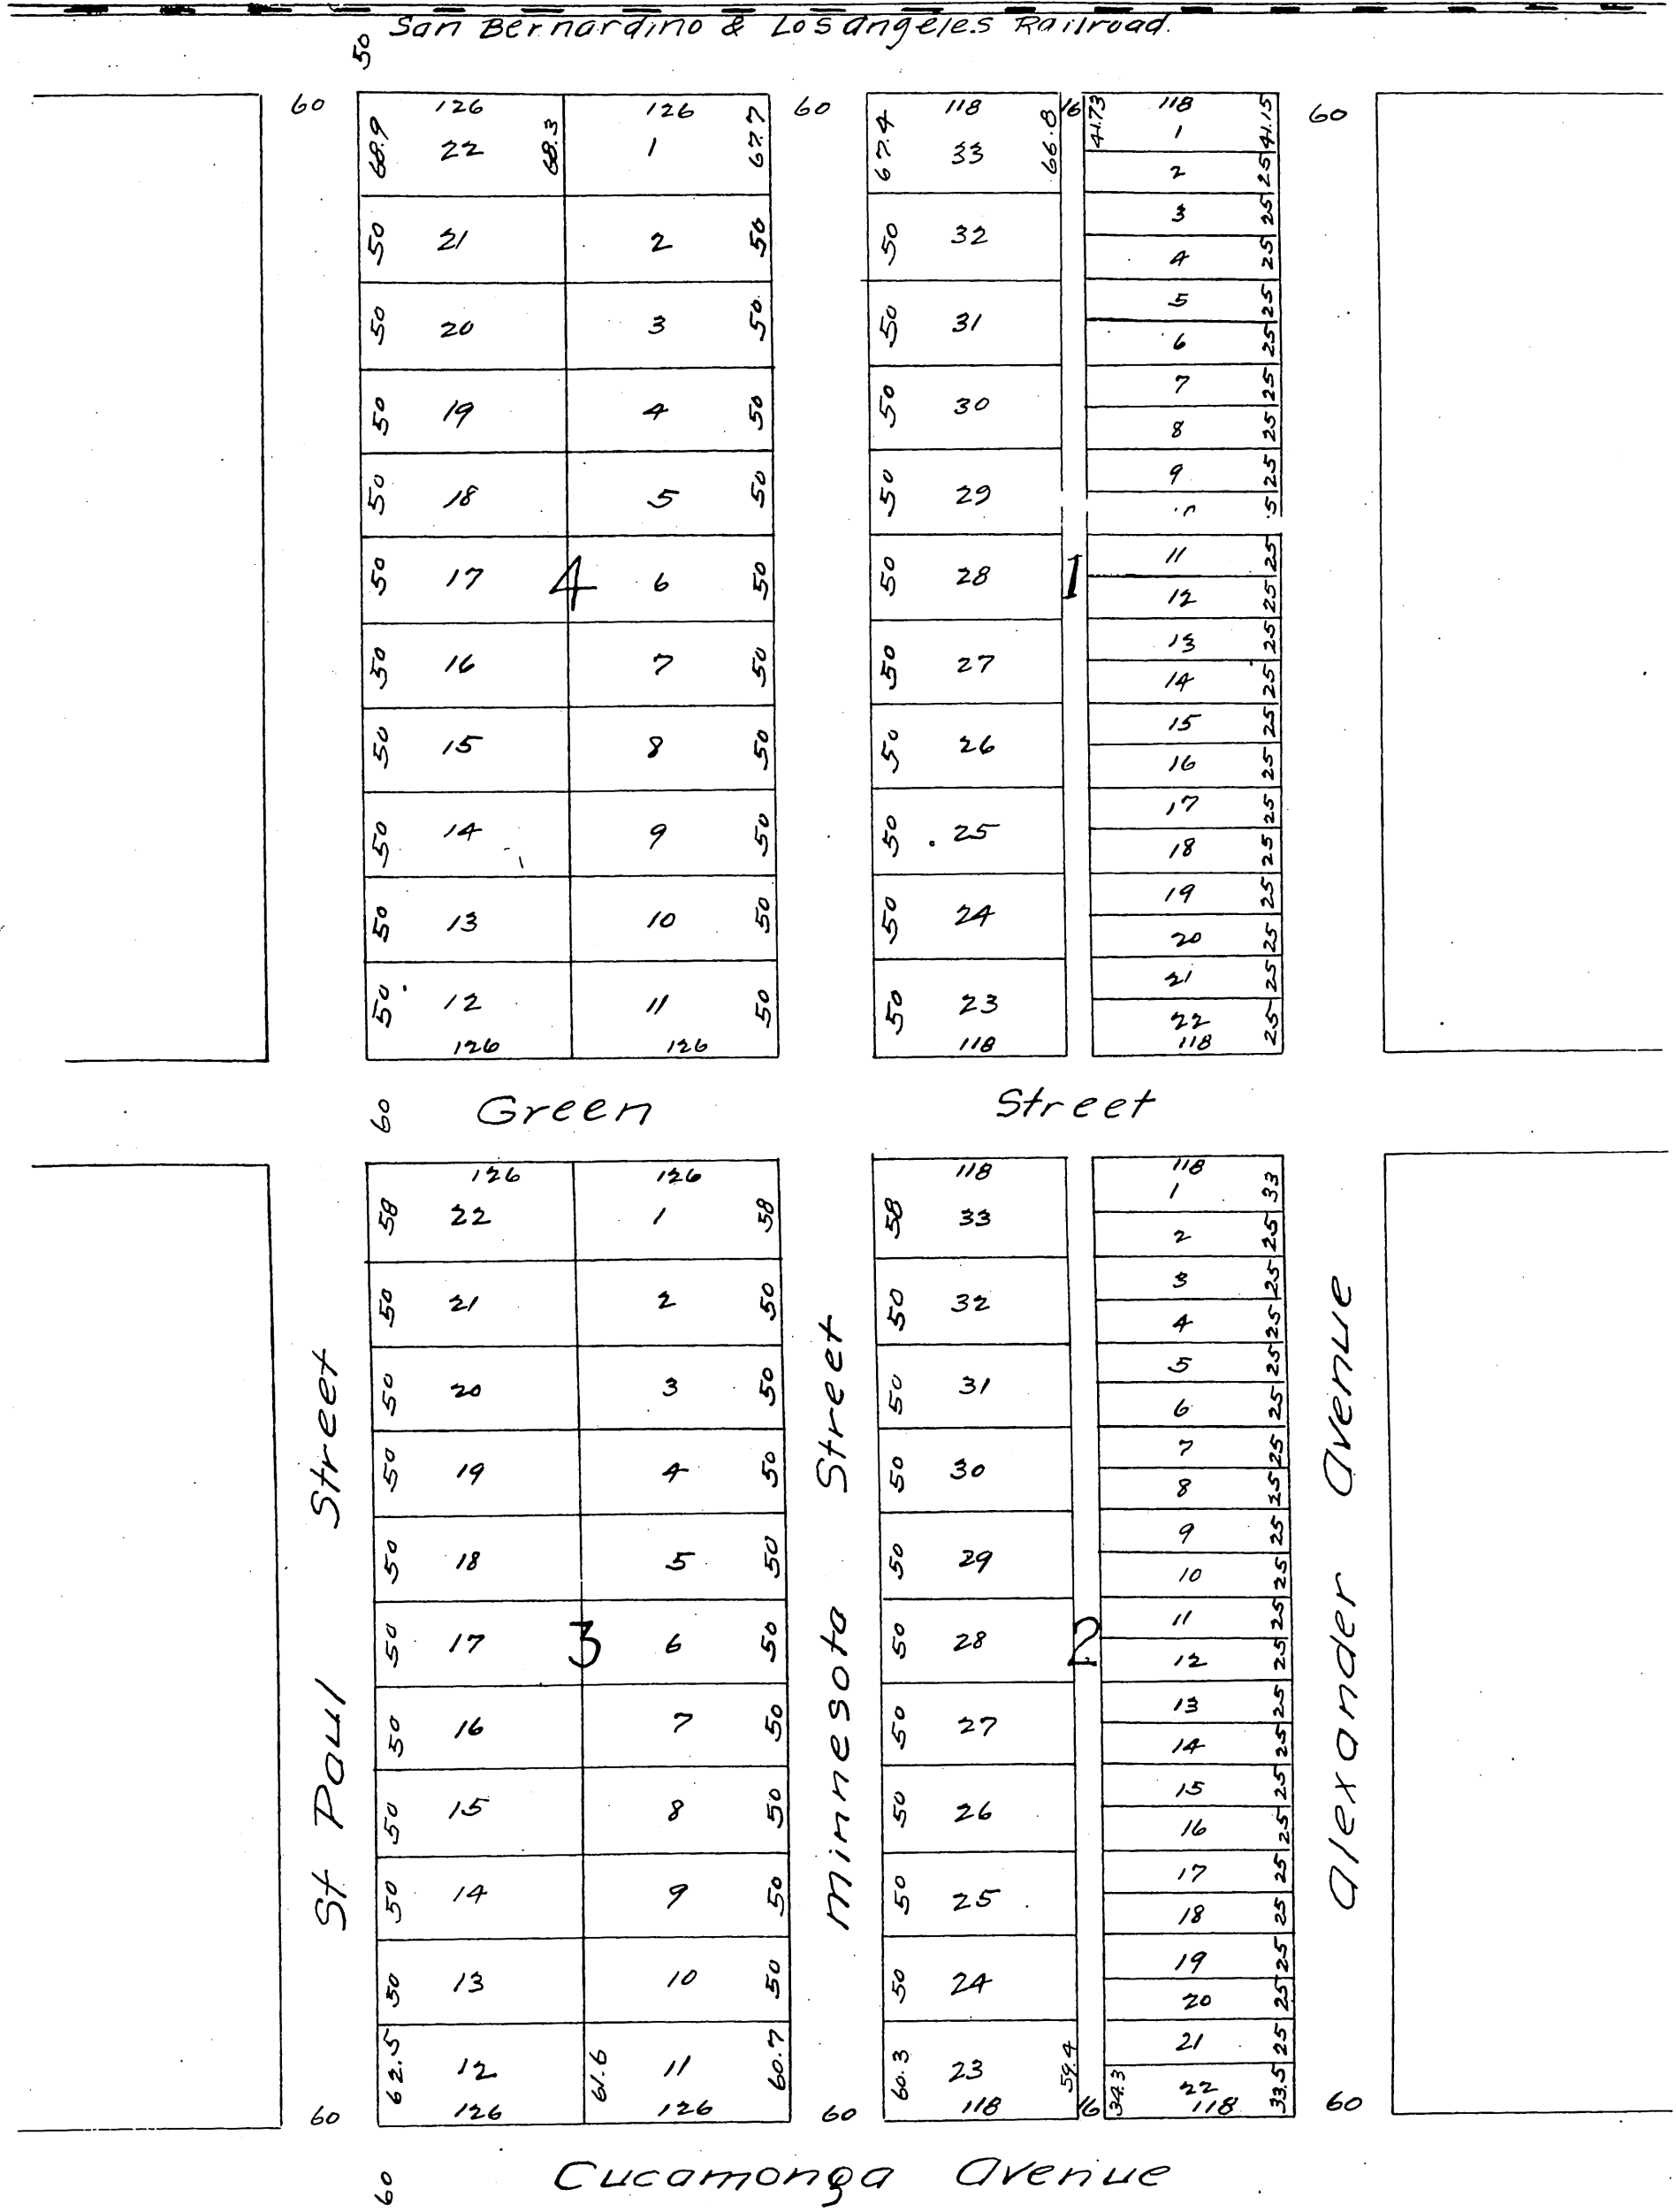 San Bernardino & Los Angeles Railroad.
50
60 126 126 60 118 16 118 60
68.9 22 68.3 1 67.7 67.4 33 66.8 41.73 1 41.15
2 25
50 21 2 50 50 32 3 25
4 25
50 20 3 50 50 31 5 25
6 25
50 19 4 50 50 30 7 25
8 25
50 18 5 50 50 29 9 25
50 17 4 6 50 50 28 1 11 25
12 25
50 16 7 50 50 27 13 25
14 25
50 15 8 50 50 26 15 25
16 25
50 14 9 50 50 25 17 25
18 25
50 13 10 50 50 24 19 25
20 25
50 12 11 50 50 23 21 25
22 25
126 126 118 118
60 Green Street
126 126 118 118
58 22 1 58 58 33 1 33
2 25
50 21 2 50 50 32 3 25
4 25
50 20 3 50 50 31 5 25
6 25
50 19 4 50 50 30 7 25
8 25
50 18 5 50 50 29 9 25
10 25
50 17 3 6 50 50 28 2 11 25
12 25
50 16 7 50 50 27 13 25
14 25
50 15 8 50 50 26 15 25
16 25
50 14 9 50 50 25 17 25
18 25
50 13 10 50 50 24 19 25
20 25
62.5 12 61.6 11 60.7 60.3 23 59.4 21 25
34.3 22 33.5
60 126 126 60 118 16 118 60
St Paul Street
Minnesota Street
Alexander Avenue
60 Cucamonga Avenue